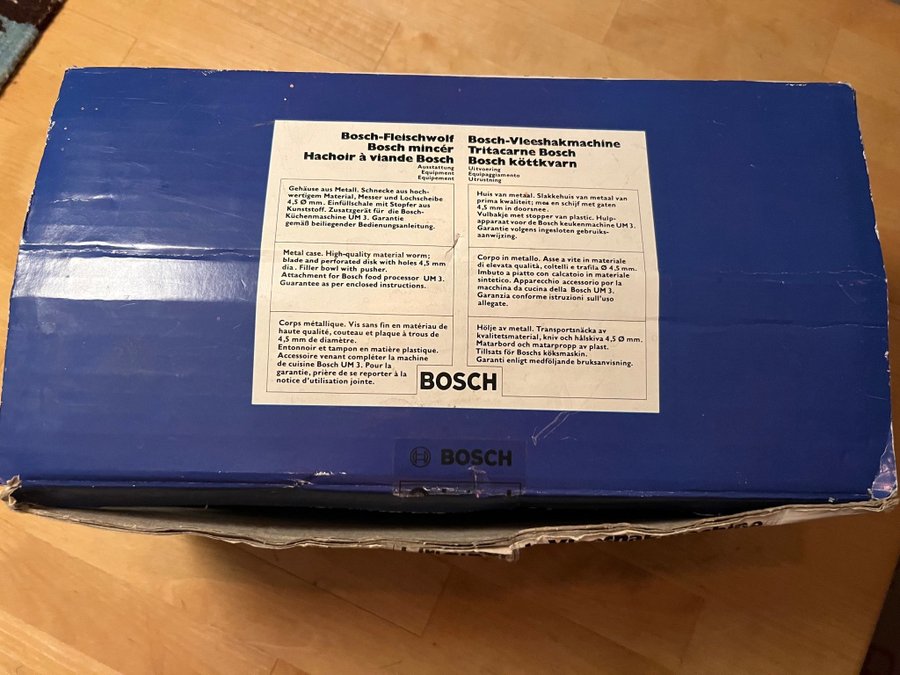 Bosch-Fleischwolf
Bosch mincér
Hachoir à viande Bosch
Ausstattung
Equipment
Equipement
Gehäuse aus Metall. Schnecke aus hoch-
wertigem Material, Messer und Lochscheibe
4,5 Ø mm. Einfüllschale mit Stopfer aus
Kunststoff. Zusatzgerät für die Bosch-
Küchenmaschine UM 3. Garantie
gemäß beiliegender Bedienungsanleitung.
Metal case. High-quality material worm;
blade and perforated disk with holes 4,5 mm
dia. Filler bowl with pusher.
Attachment for Bosch food processor UM 3.
Guarantee as per enclosed instructions.
Corps métallique. Vis sans fin en matériau de
haute qualité, couteau et plaque à trous de
4,5 mm de diamètre.
Entonnoir et tampon en matière plastique.
Accessoire venant compléter la machine
de cuisine Bosch UM 3. Pour la
garantie, prière de se reporter à la
notice d'utilisation jointe.
Bosch-Vleeshakmachine
Tritacarne Bosch
Bosch köttkvarn
Uitvoering
Equipaggiamento
Utrustning
Huis van metaal. Slakkehuis van metaal van
prima kwaliteit; mes en schijf met gaten
4,5 mm in doorsnee.
Vulbakje met stopper van plastic. Hulp-
apparaat voor de Bosch keukenmachine UM 3.
Garantie volgens ingesloten gebruiks-
aanwijzing.
Corpo in metallo. Asse a vite in materiale
di elevata qualità, coltelli e trafila Ø 4,5 mm.
Imbuto a piatto con calcatoio in materiale
sintetico. Apparecchio accessorio per la
macchina da cucina della Bosch UM 3.
Garanzia conforme istruzioni sull'uso
allegate.
Hölje av metall. Transportsnäcka av
kvalitetsmaterial, kniv och hålskiva 4,5 Ø mm.
Matarbord och matarpropp av plast.
Tillsats för Boschs köksmaskin.
Garanti enligt medföljande bruksanvisning.
BOSCH
BOSCH